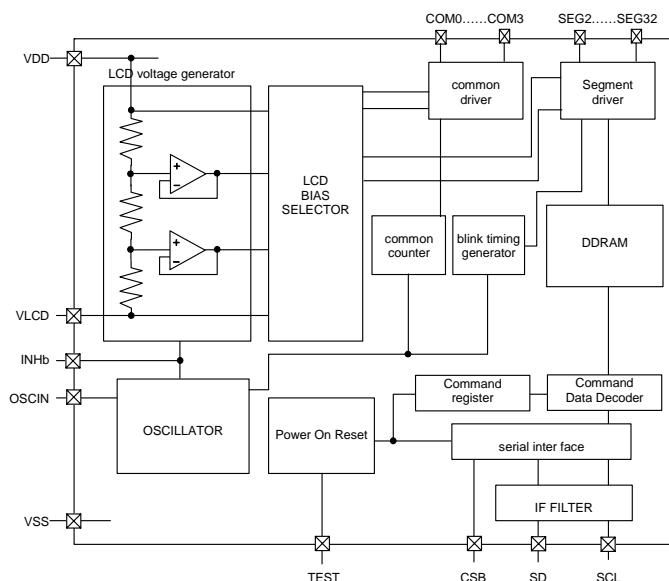 COM0……COM3
SEG2……SEG32
VDD
LCD voltage generator
common
driver
Segment
driver
LCD
BIAS
SELECTOR
common
counter
blink timing
generator
DDRAM
VLCD
INHb
OSCIN
OSCILLATOR
Power On Reset
Command
register
Command
Data Decoder
serial inter face
IF FILTER
VSS
TEST
CSB
SD
SCL